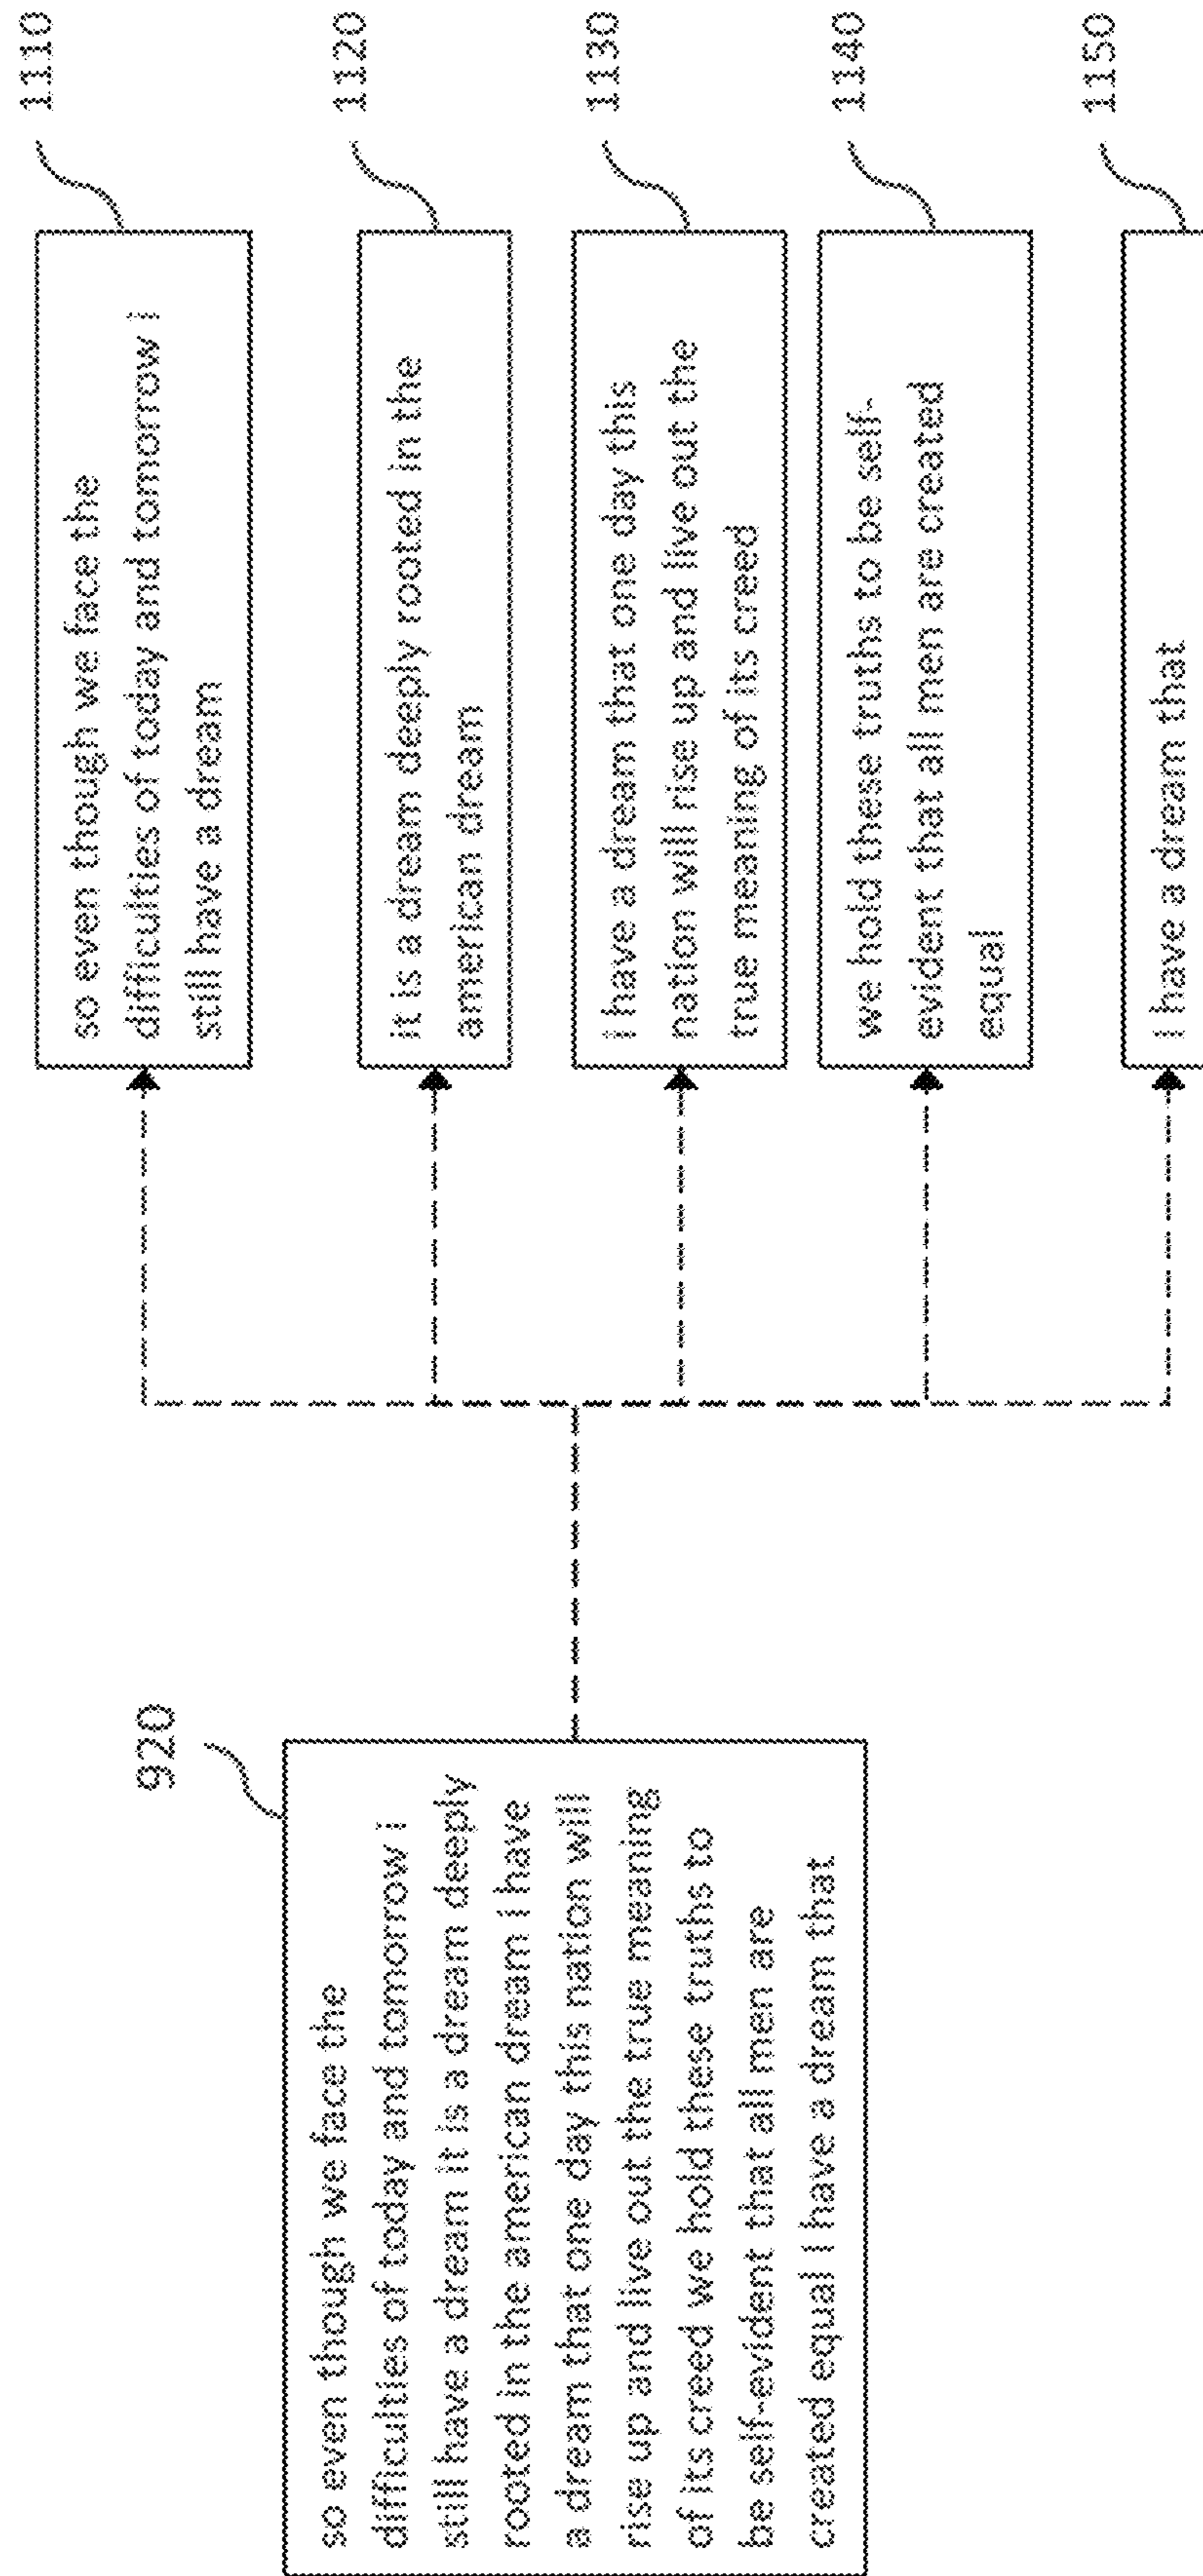 920
so even though we face the
difficulties of today and tomorrow i
still have a dream it is a dream deeply
rooted in the american dream i have
a dream that one day this nation will
rise up and live out the true meaning
of its creed we hold these truths to
be self-evident that all men are
created equal I have a dream that
1110
so even though we face the
difficulties of today and tomorrow i
still have a dream
1120
it is a dream deeply rooted in the
american dream
1130
i have a dream that one day this
nation will rise up and live out the
true meaning of its creed
1140
we hold these truths to be self-
evident that all men are created
equal
1150
i have a dream that